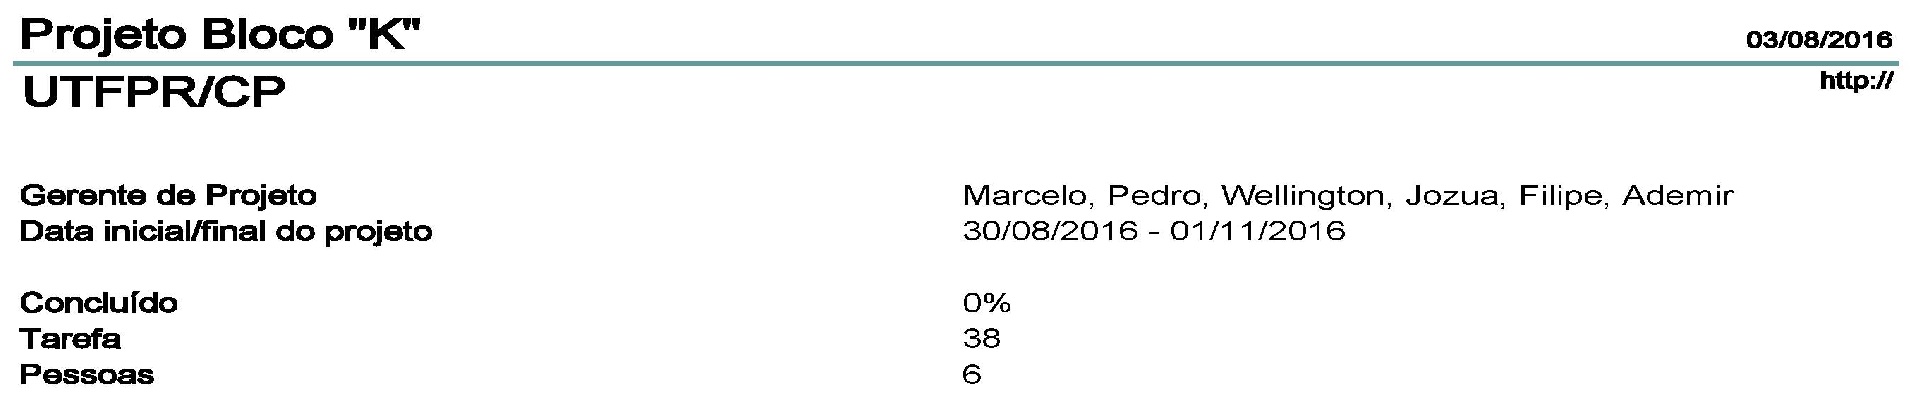 Projeto Bloco "K"
03/08/2016
UTFPR/CP
http://
Gerente de Projeto Marcelo, Pedro, Wellington, Jozua, Filipe, Ademir
Data inicial/final do projeto 30/08/2016 - 01/11/2016
Concluído 0%
Tarefa 38
Pessoas 6